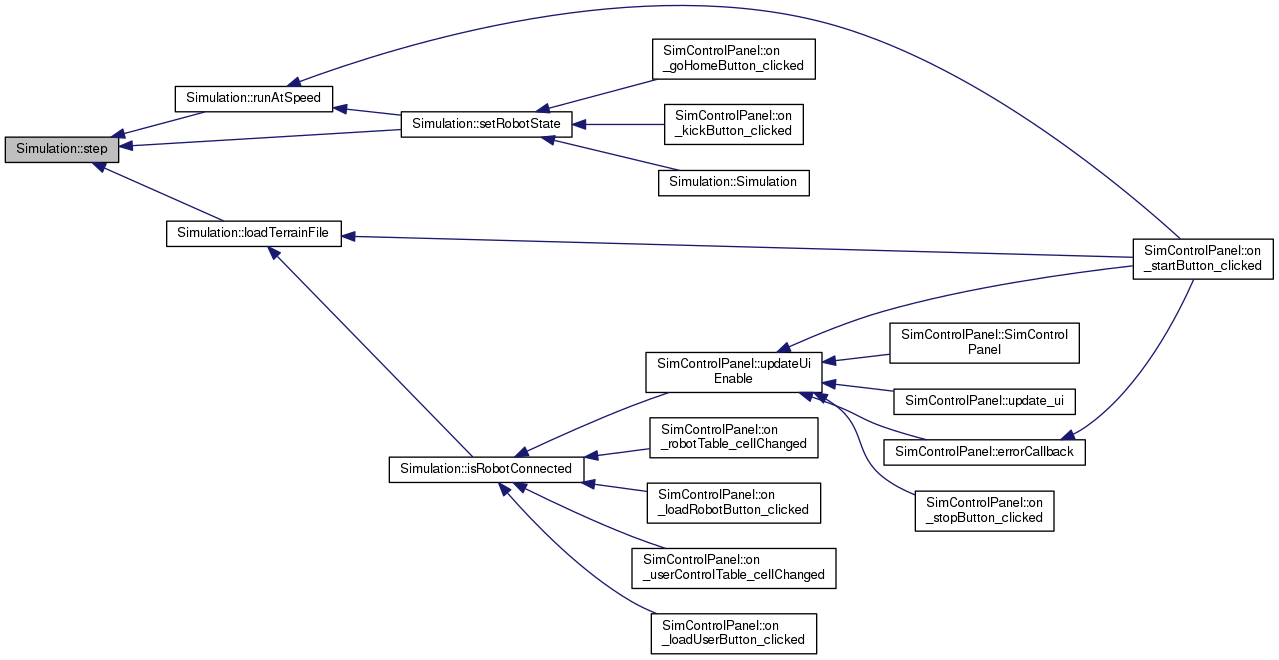 SimControlPanel::on
_goHomeButton_clicked
Simulation::runAtSpeed
Simulation::setRobotState
SimControlPanel::on
_kickButton_clicked
Simulation::step
Simulation::Simulation
Simulation::loadTerrainFile
SimControlPanel::on
_startButton_clicked
SimControlPanel::SimControl
Panel
SimControlPanel::updateUi
Enable
SimControlPanel::update_ui
SimControlPanel::on
_robotTable_cellChanged
SimControlPanel::errorCallback
Simulation::isRobotConnected
SimControlPanel::on
_loadRobotButton_clicked
SimControlPanel::on
_stopButton_clicked
SimControlPanel::on
_userControlTable_cellChanged
SimControlPanel::on
_loadUserButton_clicked